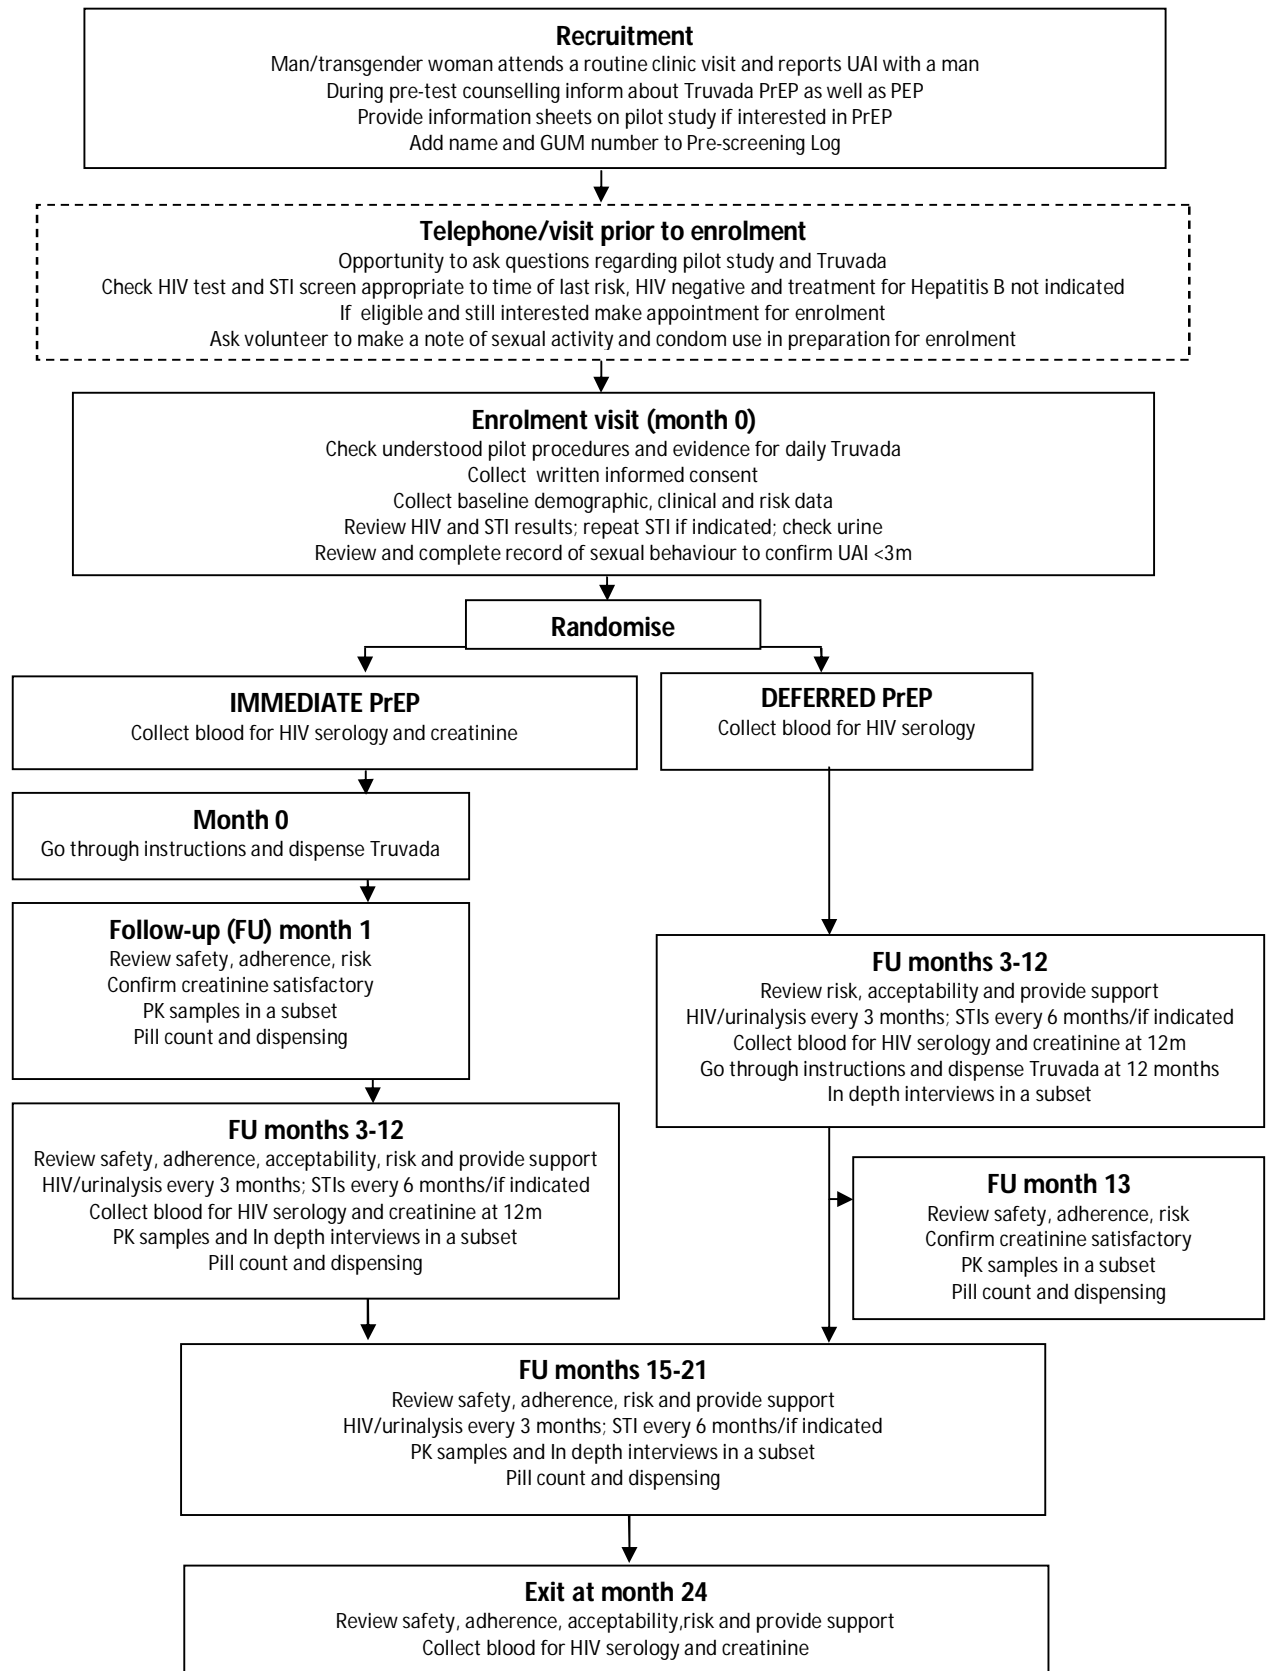 Recruitment
Man/transgender woman attends a routine clinic visit and reports UAI with a man
During pre-test counselling inform about Truvada PrEP as well as PEP
Provide information sheets on pilot study if interested in PrEP
Add name and GUM number to Pre-screening Log
Telephone/visit prior to enrolment
Opportunity to ask questions regarding pilot study and Truvada
Check HIV test and STI screen appropriate to time of last risk, HIV negative and treatment for Hepatitis B not indicated
If eligible and still interested make appointment for enrolment
Ask volunteer to make a note of sexual activity and condom use in preparation for enrolment
Enrolment visit (month 0)
Check understood pilot procedures and evidence for daily Truvada
Collect written informed consent
Collect baseline demographic, clinical and risk data
Review HIV and STI results; repeat STI if indicated; check urine
Review and complete record of sexual behaviour to confirm UAI <3m
Randomise
IMMEDIATE PrEP
Collect blood for HIV serology and creatinine
DEFERRED PrEP
Collect blood for HIV serology
Month 0
Go through instructions and dispense Truvada
Follow-up (FU) month 1
Review safety, adherence, risk
Confirm creatinine satisfactory
PK samples in a subset
Pill count and dispensing
FU months 3-12
Review risk, acceptability and provide support
HIV/urinalysis every 3 months; STIs every 6 months/if indicated
Collect blood for HIV serology and creatinine at 12m
Go through instructions and dispense Truvada at 12 months
In depth interviews in a subset
FU months 3-12
Review safety, adherence, acceptability, risk and provide support
HIV/urinalysis every 3 months; STIs every 6 months/if indicated
Collect blood for HIV serology and creatinine at 12m
PK samples and In depth interviews in a subset
Pill count and dispensing
FU month 13
Review safety, adherence, risk
Confirm creatinine satisfactory
PK samples in a subset
Pill count and dispensing
FU months 15-21
Review safety, adherence, risk and provide support
HIV/urinalysis every 3 months; STI every 6 months/if indicated
PK samples and In depth interviews in a subset
Pill count and dispensing
Exit at month 24
Review safety, adherence, acceptability,risk and provide support
Collect blood for HIV serology and creatinine